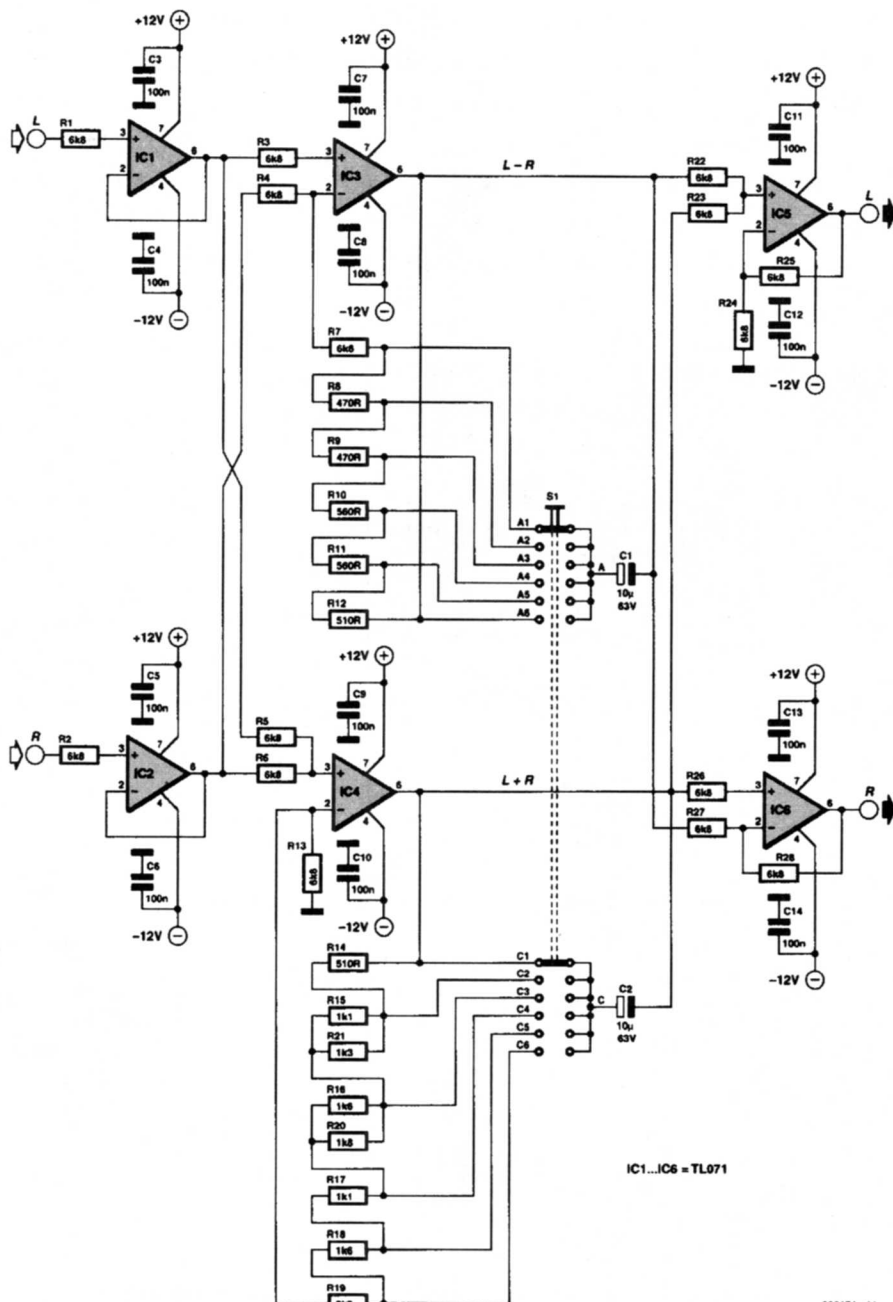 +12V
C3
100n
L
R1
6k8
3
+
7
IC1
6
2
−
4
C4
100n
−12V
+12V
C7
100n
R3
6k8
R4
6k8
3
+
7
IC3
6
2
−
4
C8
100n
−12V
L − R
+12V
C11
100n
R22
6k8
R23
6k8
3
+
7
IC5
6
L
2
−
4
R25
6k8
R24
6k8
C12
100n
−12V
R7
6k8
R8
470R
R9
470R
R10
560R
R11
560R
R12
510R
S1
A1
A2
A3
A4
A5
A6
A
C1
10µ
63V
+12V
C5
100n
R
R2
6k8
3
+
7
IC2
6
2
−
4
C6
100n
−12V
+12V
C9
100n
R5
6k8
R6
6k8
3
+
7
IC4
2
−
4
R13
6k8
C10
100n
−12V
L + R
+12V
C13
100n
R26
6k8
R27
6k8
3
+
7
IC6
6
R
2
−
4
R28
6k8
C14
100n
−12V
R14
510R
R15
1k1
R21
1k3
R16
1k6
R20
1k8
R17
1k1
R18
1k6
R19
C1
C2
C3
C4
C5
C6
C
C2
10µ
63V
IC1...IC6 = TL071